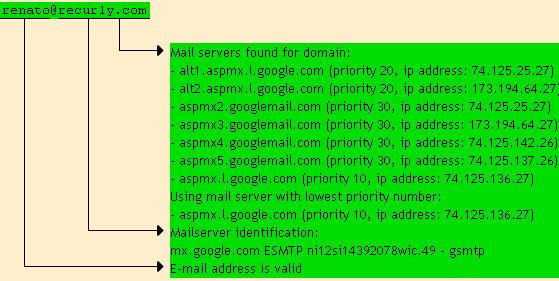 renato@recurly.com
Mail servers found for domain:
- alt1.aspmx.l.google.com (priority 20, ip address: 74.125.25.27)
- alt2.aspmx.l.google.com (priority 20, ip address: 173.194.64.27)
- aspmx2.googlemail.com (priority 30, ip address: 74.125.25.27)
- aspmx3.googlemail.com (priority 30, ip address: 173.194.64.27)
- aspmx4.googlemail.com (priority 30, ip address: 74.125.142.26)
- aspmx5.googlemail.com (priority 30, ip address: 74.125.137.26)
- aspmx.l.google.com (priority 10, ip address: 74.125.136.27)
Using mail server with lowest priority number:
- aspmx.l.google.com (priority 10, ip address: 74.125.136.27)
Mailserver identification:
mx.google.com ESMTP ni12si14392078wic.49 - gsmtp
E-mail address is valid